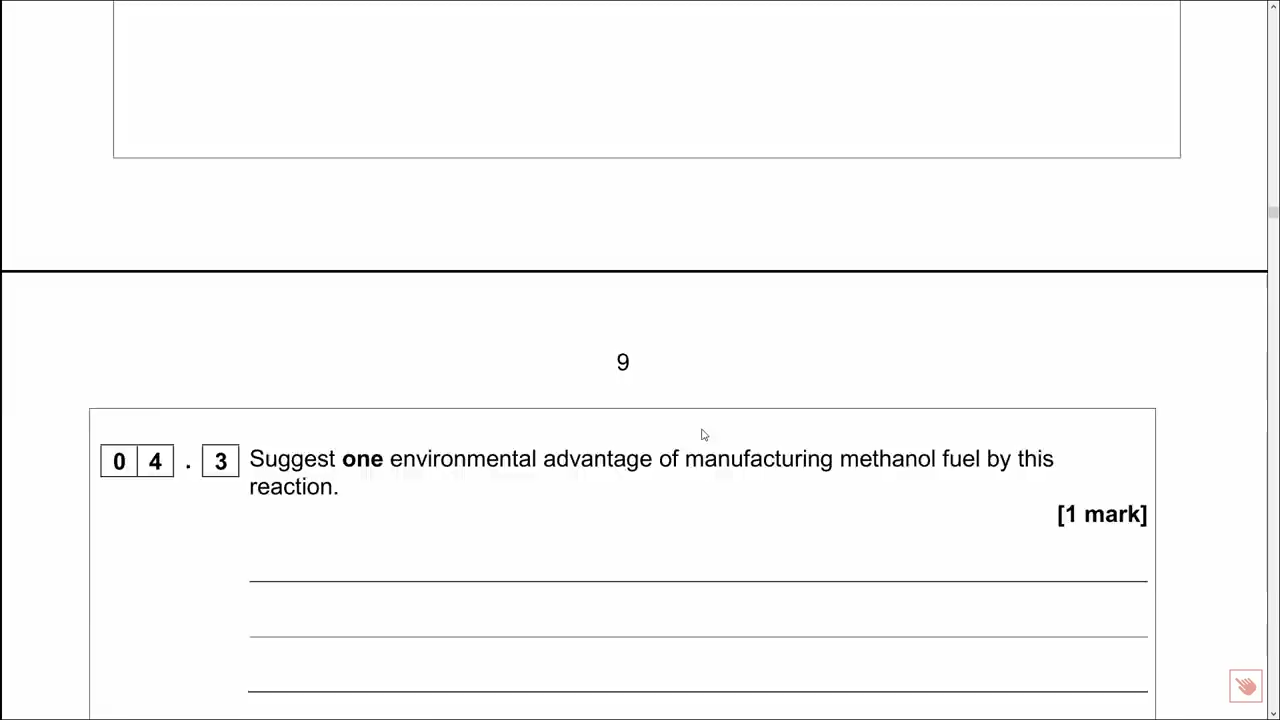 9
0 4 . 3 Suggest one environmental advantage of manufacturing methanol fuel by this
reaction.
[1 mark]